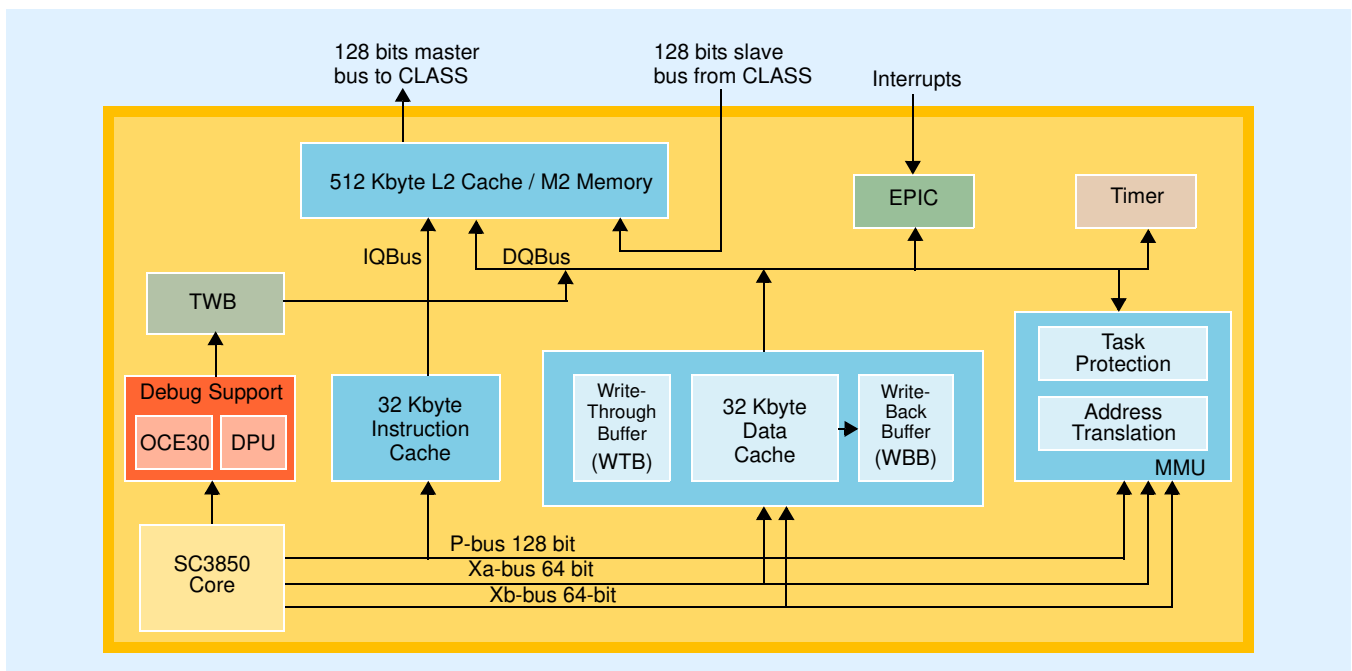 128 bits master
bus to CLASS
128 bits slave
bus from CLASS
Interrupts
512 Kbyte L2 Cache / M2 Memory
EPIC
Timer
IQBus
DQBus
TWB
Task
Protection
Address
Translation
MMU
Debug Support
OCE30
DPU
32 Kbyte
Instruction
Cache
Write-
Through
Buffer
(WTB)
32 Kbyte
Data
Cache
Write-
Back
Buffer
(WBB)
SC3850
Core
P-bus 128 bit
Xa-bus 64 bit
Xb-bus 64-bit